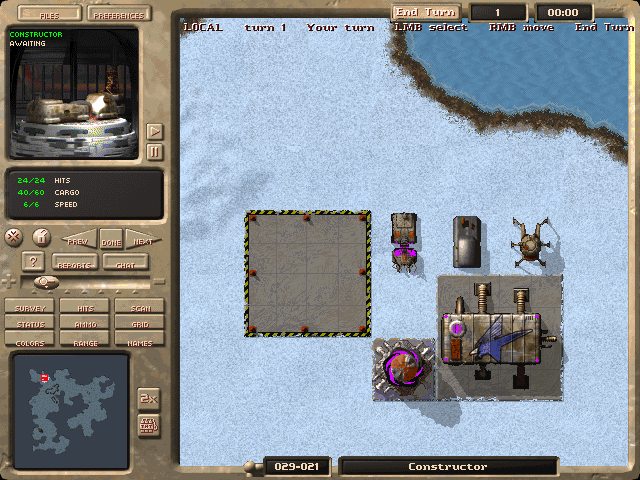 FILES PREFERENCES End Turn 1 00:00
LOCAL turn 1 Your turn LMB select RMB move End Turn
CONSTRUCTOR
AWAITING
24/24 HITS
40/60 CARGO
6/6 SPEED
PREV DONE NEXT
? REPORTS CHAT
SURVEY HITS SCAN
STATUS AMMO GRID
COLORS RANGE NAMES
2x
029-021 Constructor